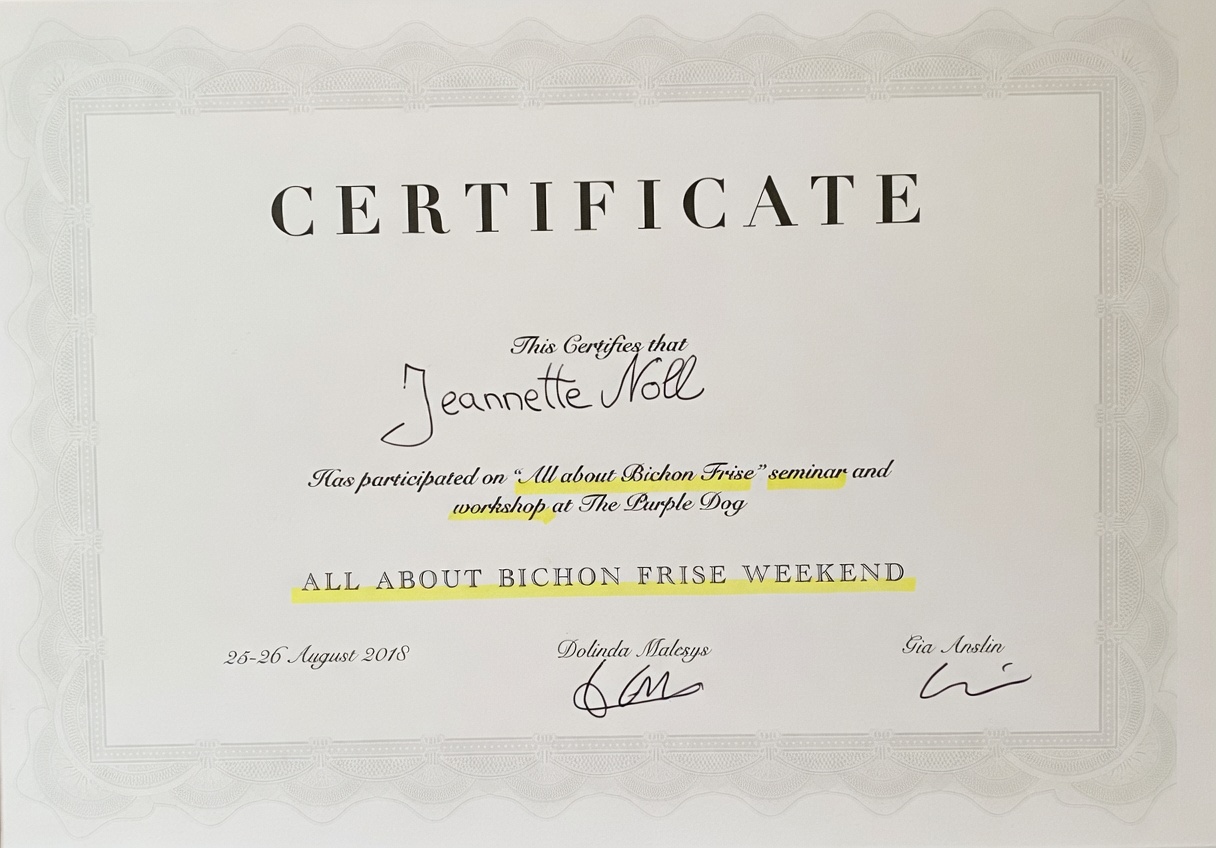 CERTIFICATE
This Certifies that
Jeannette Noll
Has participated on "All about Bichon Frise" seminar and
workshop at The Purple Dog
ALL ABOUT BICHON FRISE WEEKEND
25-26 August 2018
Dolinda Malesys
Gia Anslin